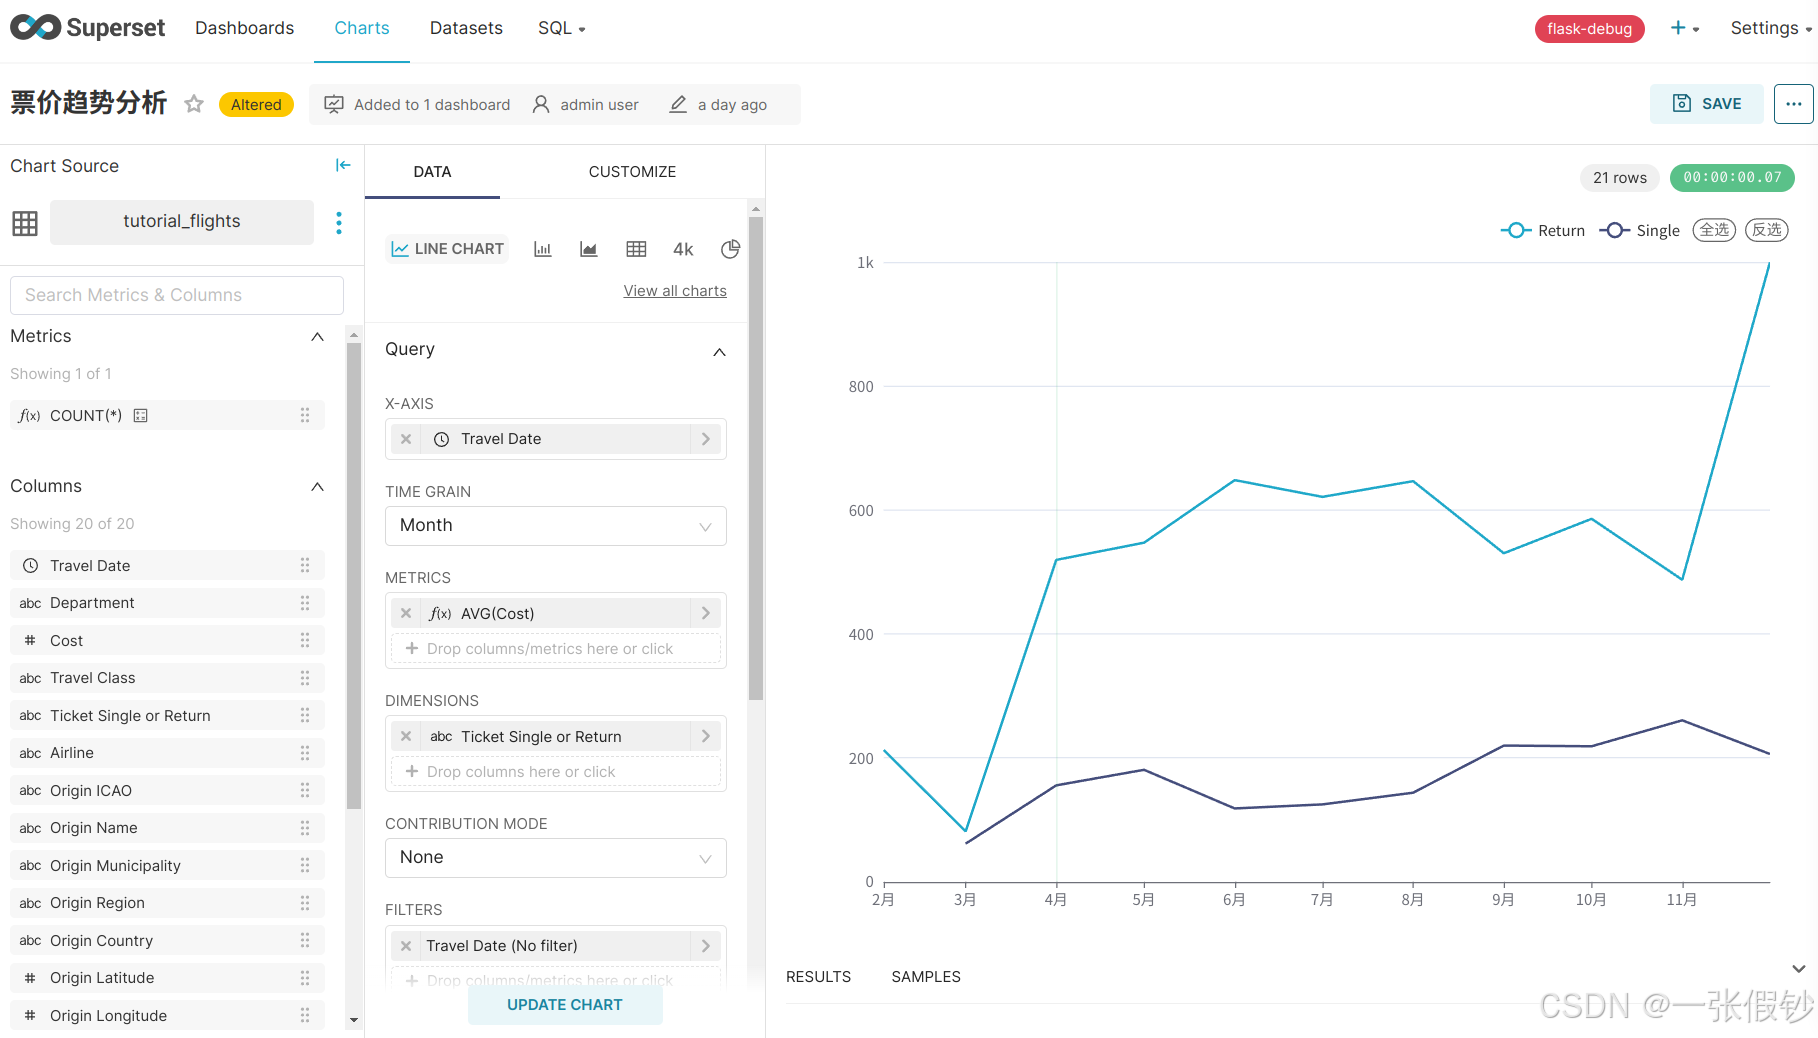 Superset
Dashboards
Charts
Datasets
SQL
flask-debug
Settings
票价趋势分析
Altered
Added to 1 dashboard
admin user
a day ago
SAVE
Chart Source
tutorial_flights
Search Metrics & Columns
Metrics
Showing 1 of 1
f(x) COUNT(*)
Columns
Showing 20 of 20
Travel Date
abc Department
# Cost
abc Travel Class
abc Ticket Single or Return
abc Airline
abc Origin ICAO
abc Origin Name
abc Origin Municipality
abc Origin Region
abc Origin Country
# Origin Latitude
# Origin Longitude
DATA
CUSTOMIZE
LINE CHART
4k
View all charts
Query
X-AXIS
Travel Date
TIME GRAIN
Month
METRICS
f(x) AVG(Cost)
Drop columns/metrics here or click
DIMENSIONS
abc Ticket Single or Return
Drop columns here or click
CONTRIBUTION MODE
None
FILTERS
Travel Date (No filter)
Drop columns/metrics here or click
UPDATE CHART
21 rows
00:00:00.07
Return
Single
全选
反选
1k
800
600
400
200
0
2月
3月
4月
5月
6月
7月
8月
9月
10月
11月
RESULTS
SAMPLES
CSDN @一张假钞